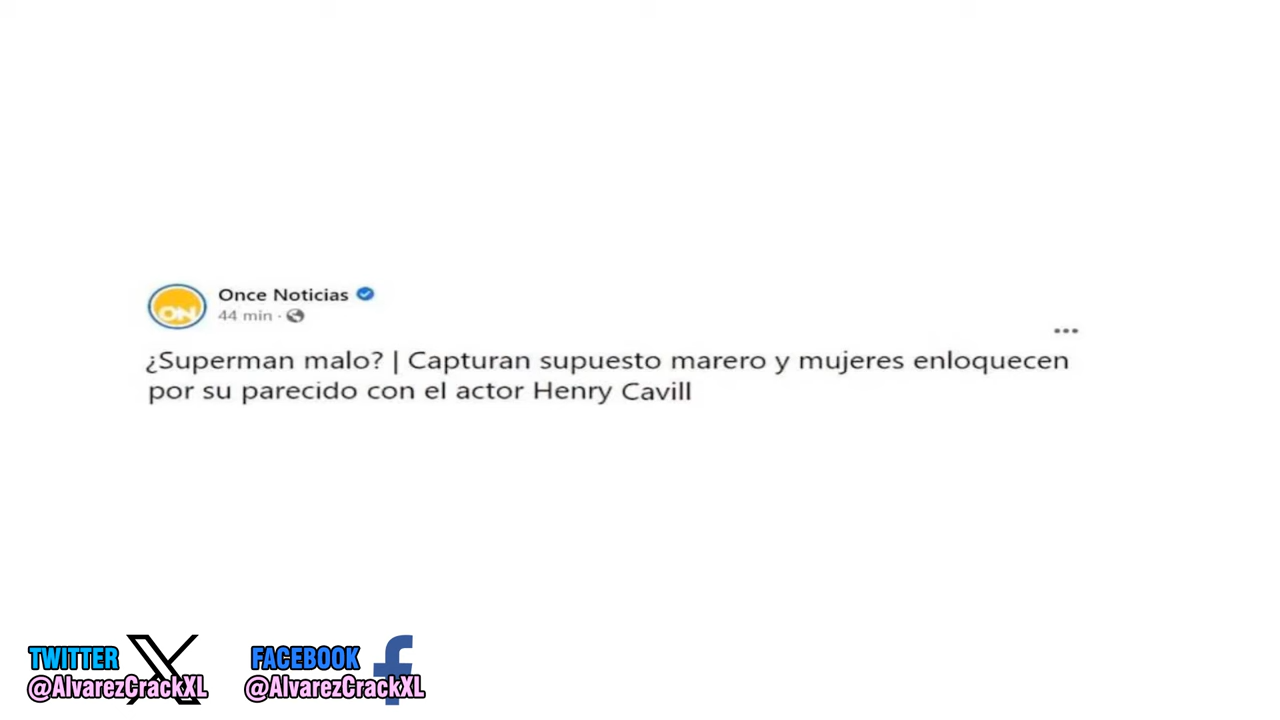 Once Noticias
ON
44 min ·
¿Superman malo? | Capturan supuesto marero y mujeres enloquecen
por su parecido con el actor Henry Cavill
TWITTER
@AlvarezCrackXL
FACEBOOK
@AlvarezCrackXL